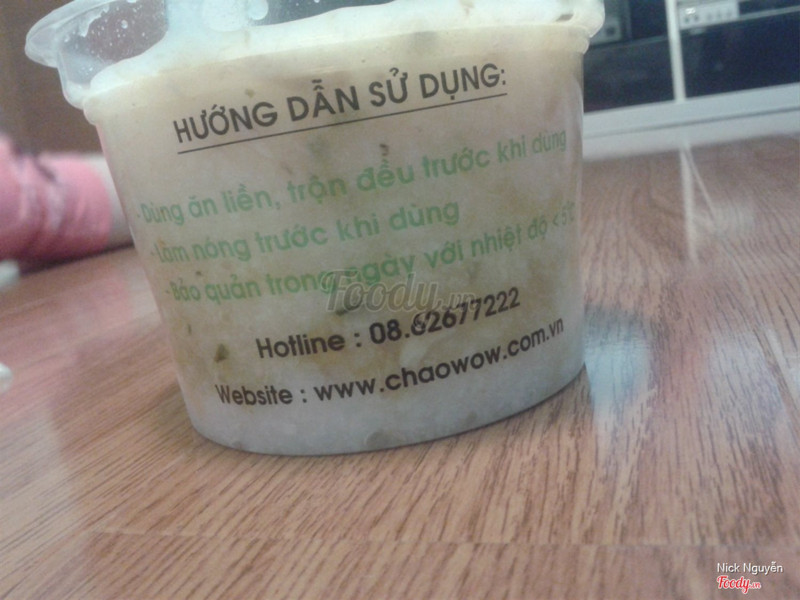 HƯỚNG DẪN SỬ DỤNG:
- Dùng ăn liền, trộn đều trước khi dùng
- Làm nóng trước khi dùng
- Bảo quản trong ngày với nhiệt độ < 5°C
Foody.vn
Hotline : 08.62677222
Website : www.chaowow.com.vn
Nick Nguyễn
Foody.vn